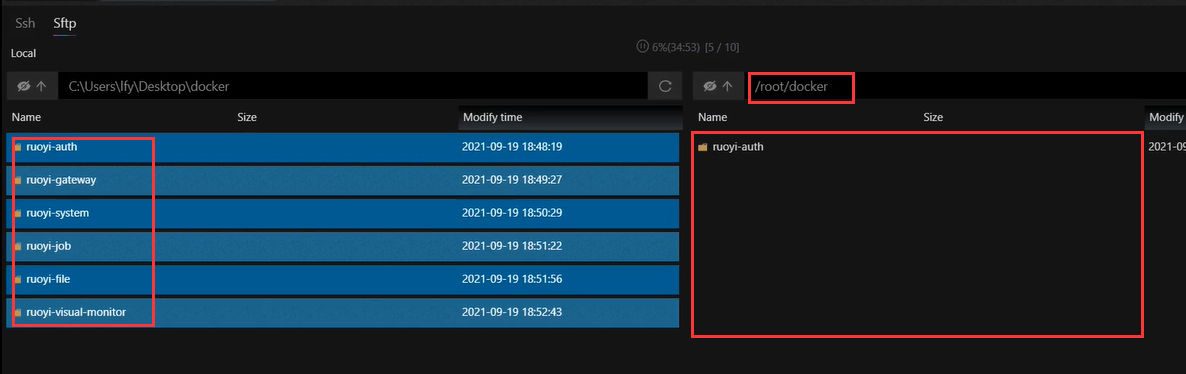 Ssh Sftp
6%(34:53) [5 / 10]
Local
C:\Users\lfy\Desktop\docker /root/docker
Name Size Modify time Name Size Modify
ruoyi-auth 2021-09-19 18:48:19 ruoyi-auth 2021-09
ruoyi-gateway 2021-09-19 18:49:27
ruoyi-system 2021-09-19 18:50:29
ruoyi-job 2021-09-19 18:51:22
ruoyi-file 2021-09-19 18:51:56
ruoyi-visual-monitor 2021-09-19 18:52:43